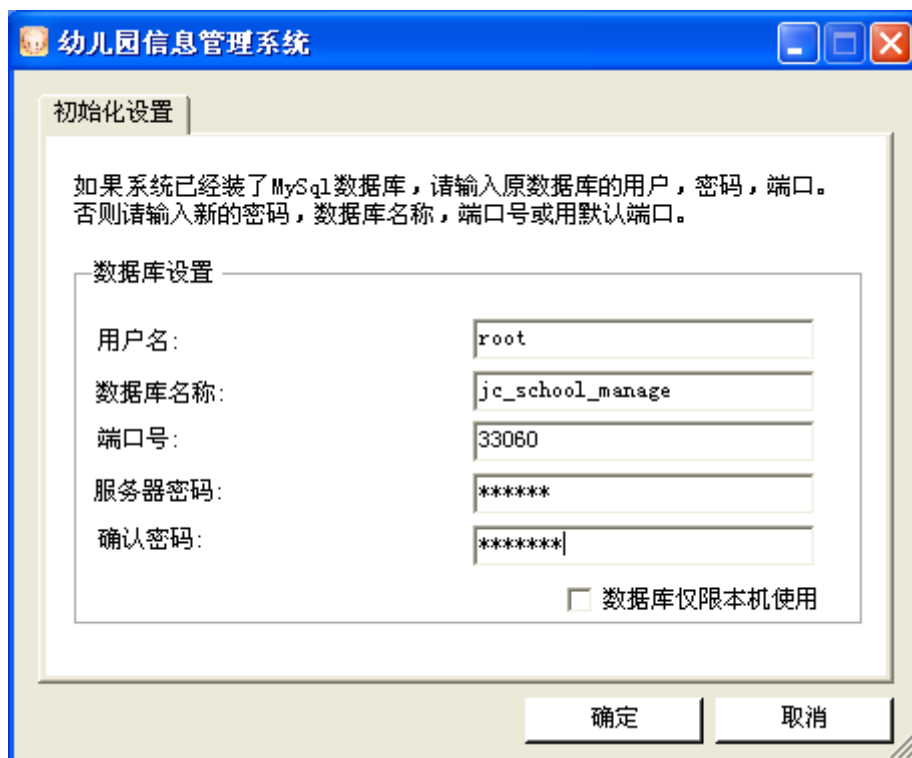 幼儿园信息管理系统
初始化设置
如果系统已经装了MySql数据库，请输入原数据库的用户，密码，端口。
否则请输入新的密码，数据库名称，端口号或用默认端口。
数据库设置
用户名: root
数据库名称: jc_school_manage
端口号: 33060
服务器密码: ******
确认密码: *******
数据库仅限本机使用
确定 取消